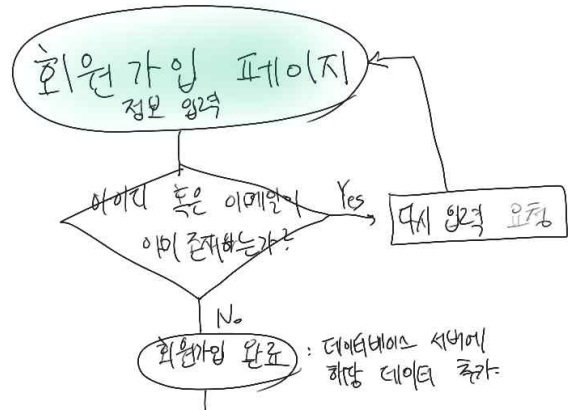 회원가입 페이지
정보 입력
아이디 혹은 이메일이
이미 존재하는가?
Yes
다시 입력 요청
No
회원가입 완료
: 데이터베이스 서버에
해당 데이터 추가.